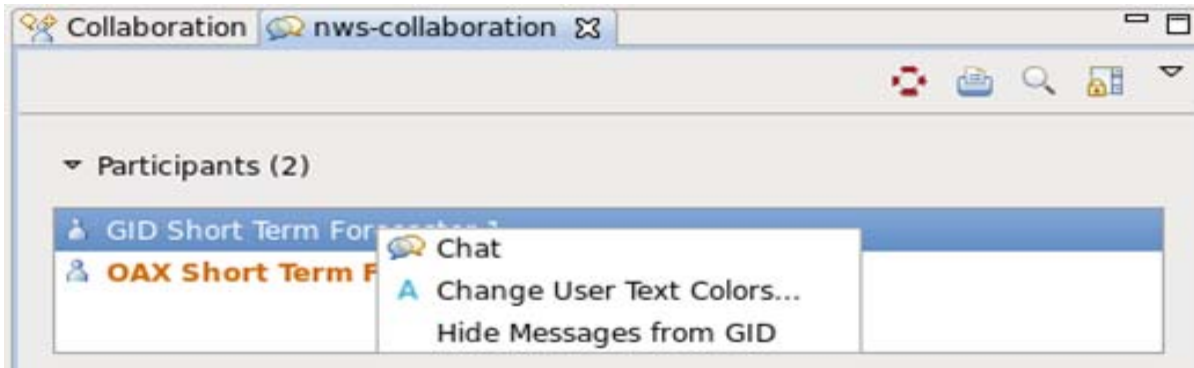 Collaboration nws-collaboration
Participants (2)
GID Short Term
OAX Short Term
Chat
A Change User Text Colors...
Hide Messages from GID